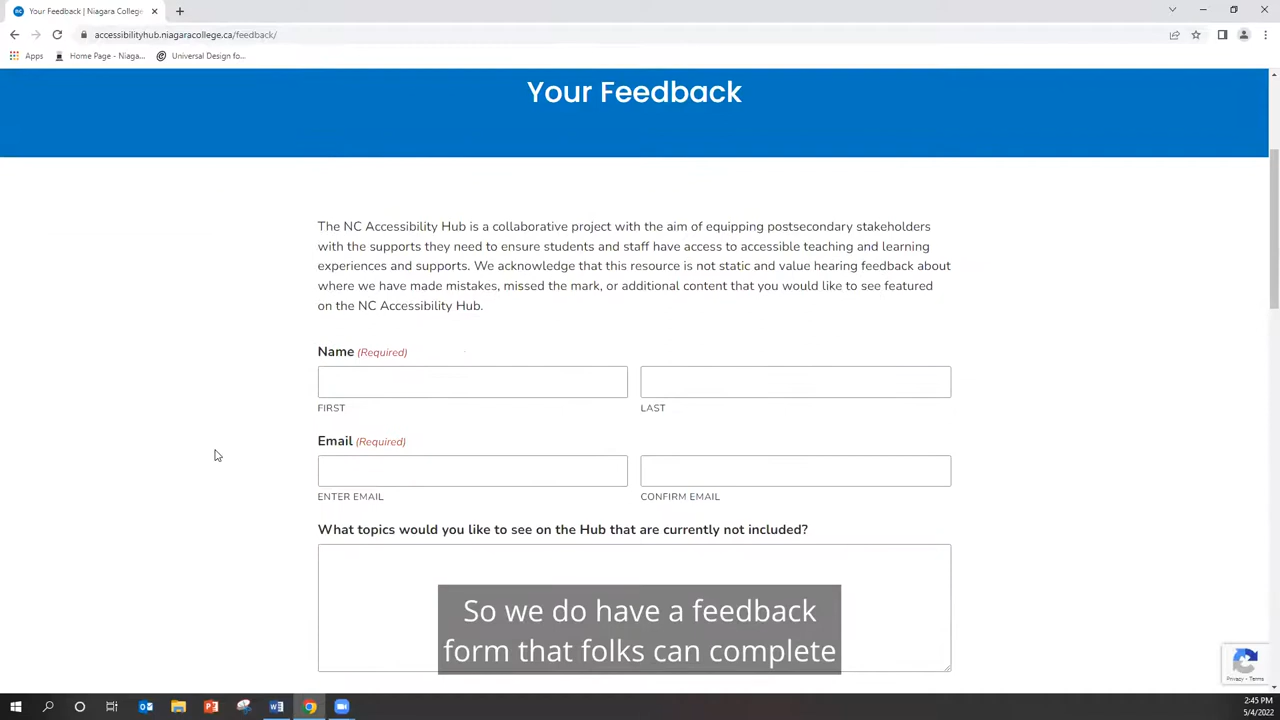 Your Feedback | Niagara College
accessibilityhub.niagaracollege.ca/feedback/
Apps
Home Page - Niaga...
Universal Design fo...
Your Feedback
The NC Accessibility Hub is a collaborative project with the aim of equipping postsecondary stakeholders
with the supports they need to ensure students and staff have access to accessible teaching and learning
experiences and supports. We acknowledge that this resource is not static and value hearing feedback about
where we have made mistakes, missed the mark, or additional content that you would like to see featured
on the NC Accessibility Hub.
Name (Required)
FIRST
LAST
Email (Required)
ENTER EMAIL
CONFIRM EMAIL
What topics would you like to see on the Hub that are currently not included?
So we do have a feedback
form that folks can complete
Privacy - Terms
2:45 PM
5/4/2022